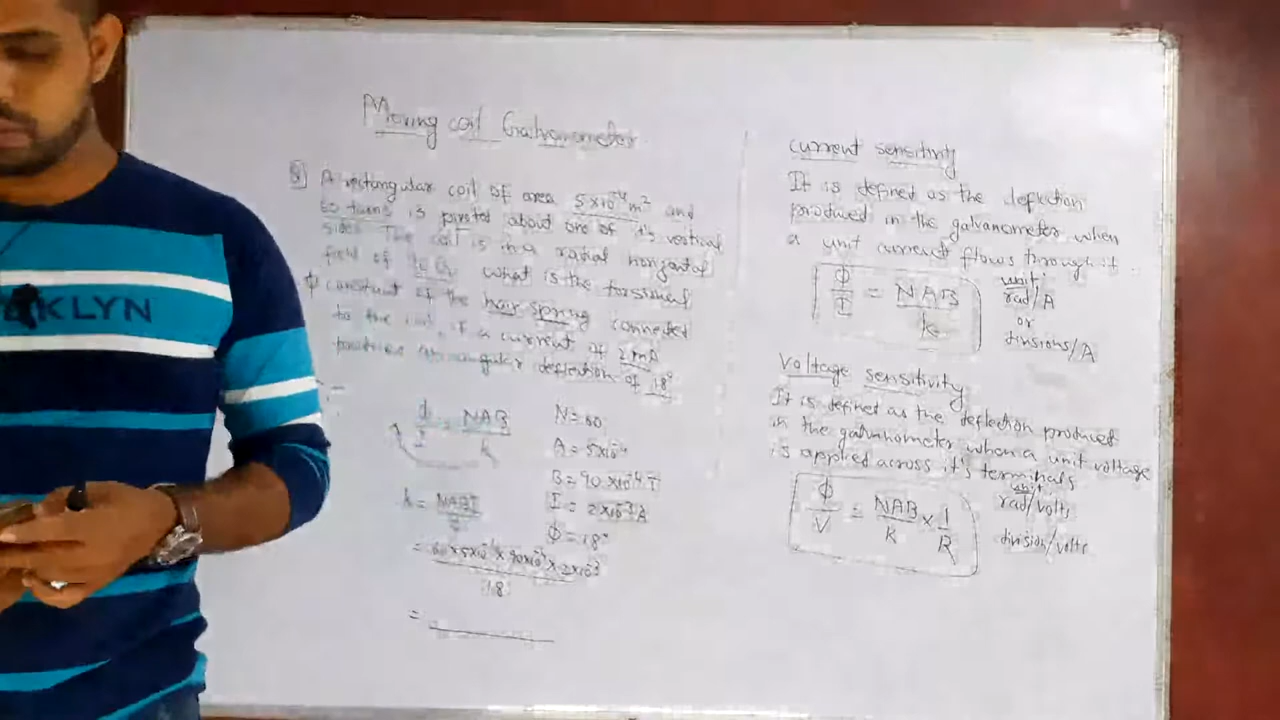 Moving coil Galvanometer
Q] A rectangular coil of area 5×10⁻⁴ m² and
60 turns is pivoted about one of it's vertical
sides. The coil is in a radial horizontal
field of What is the torsional
constant of the hair spring connected
to the coil, if a current of 2mA
produces an angular deflection of 18°
ϕ/I = NAB/k
N = 60
A = 5×10⁻⁴
B = 90×10⁻⁴ T
k = NABI/ϕ
I = 2×10⁻³ A
ϕ = 18°
= 60×5×10⁻⁴×90×10⁻⁴×2×10⁻³
18
=
current sensitivity
It is defined as the deflection
produced in the galvanometer when
a unit current flows through it
ϕ/I = NAB/k
unit
rad/A
or
divisions/A
Voltage sensitivity
It is defined as the deflection produced
in the galvanometer when a unit voltage
is applied across it's terminals
ϕ/V = NAB/k × 1/R
unit
rad/volts
division/volts
KLYN